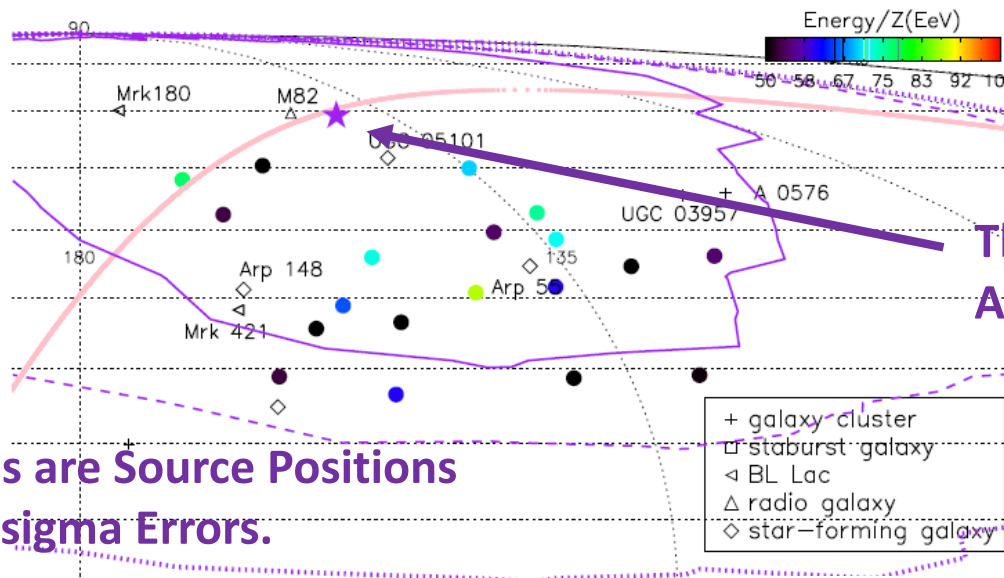 90
Energy/Z(EeV)
50 58 67 75 83 92 10
Mrk180
M82
UGC 05101
A 0576
UGC 03957
180
135
Arp 148
Arp 55
Mrk 421
Th
A
+ galaxy cluster
□ staburst galaxy
◁ BL Lac
△ radio galaxy
◇ star-forming galaxy
s are Source Positions
sigma Errors.